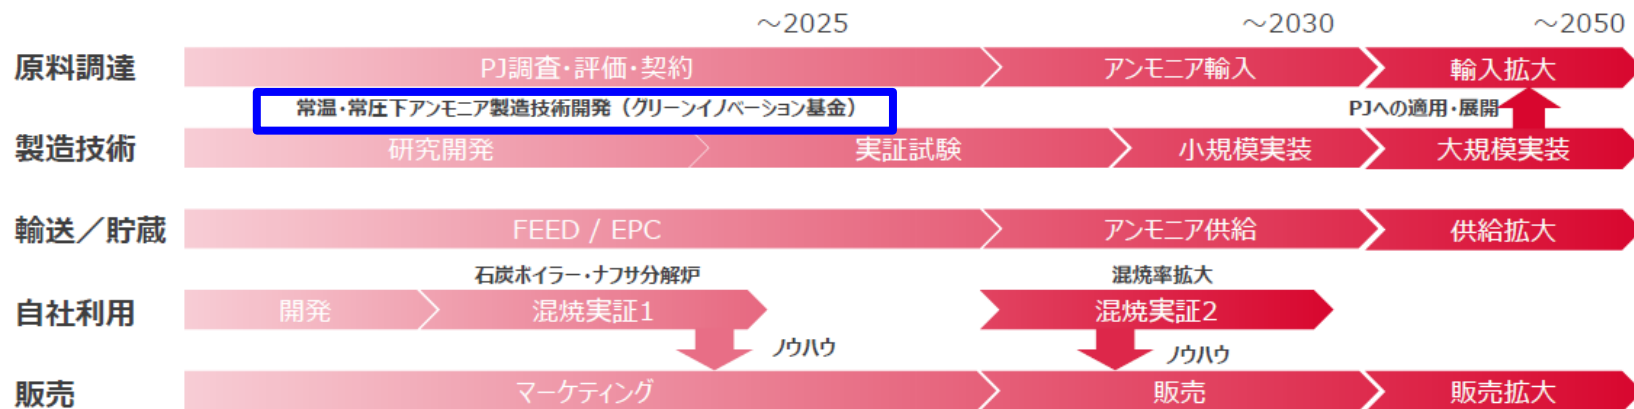 ～2025 ～2030 ～2050
原料調達 PJ調査・評価・契約 アンモニア輸入 輸入拡大
常温・常圧下アンモニア製造技術開発（グリーンイノベーション基金） PJへの適用・展開
製造技術 研究開発 実証試験 小規模実装 大規模実装
輸送／貯蔵 FEED / EPC アンモニア供給 供給拡大
石炭ボイラー・ナフサ分解炉 混焼率拡大
自社利用 開発 混焼実証1 混焼実証2
ノウハウ ノウハウ
販売 マーケティング 販売 販売拡大